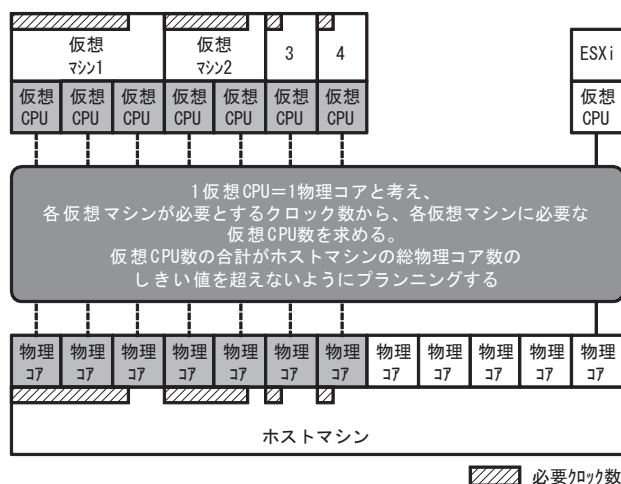 仮想
マシン1
仮想
マシン2
3
4
ESXi
仮想
CPU
仮想
CPU
仮想
CPU
仮想
CPU
仮想
CPU
仮想
CPU
仮想
CPU
仮想
CPU
1仮想CPU=1物理コアと考え、
各仮想マシンが必要とするクロック数から、各仮想マシンに必要な
仮想CPU数を求める。
仮想CPU数の合計がホストマシンの総物理コア数の
しきい値を超えないようにプランニングする
物理
コア
物理
コア
物理
コア
物理
コア
物理
コア
物理
コア
物理
コア
物理
コア
物理
コア
物理
コア
物理
コア
物理
コア
ホストマシン
必要クロック数